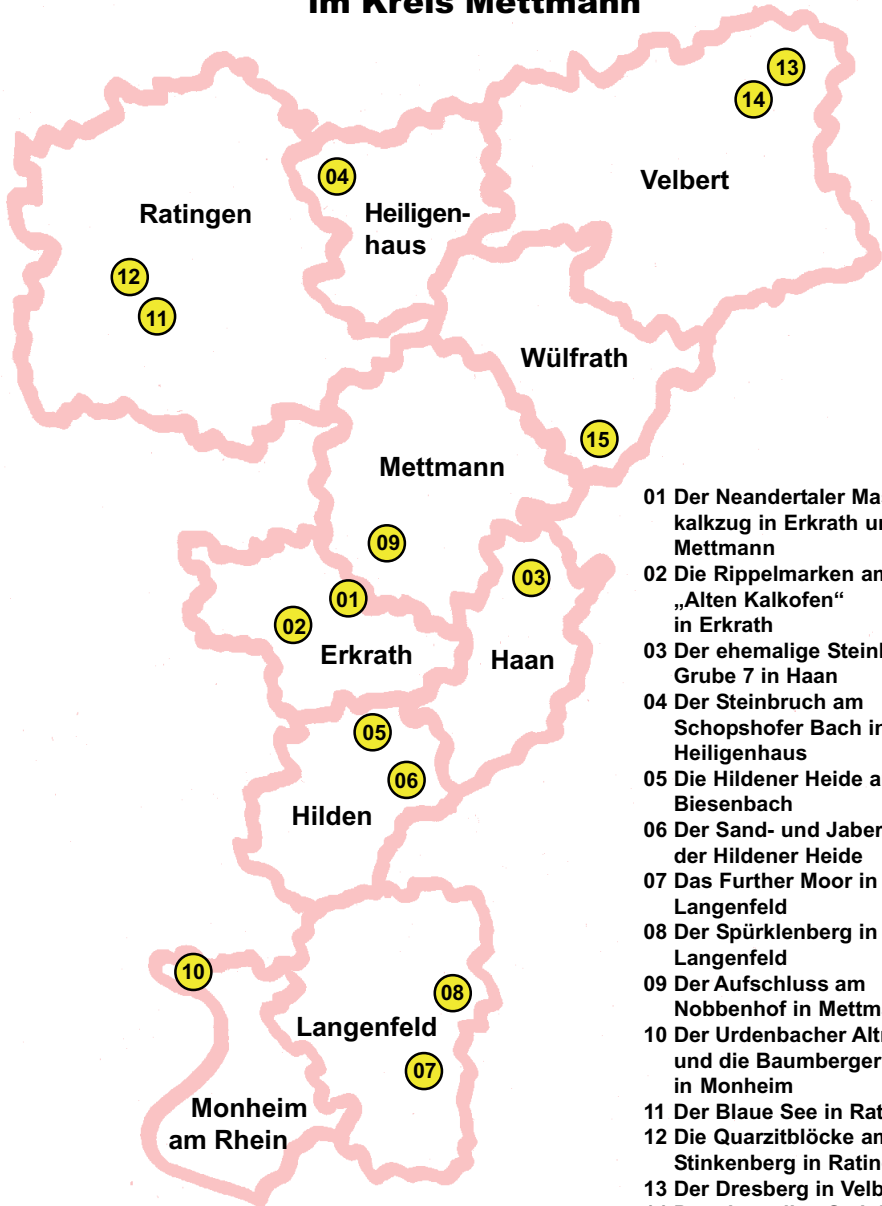 im Kreis Mettmann
13
14
04
Velbert
Ratingen
Heiligen-
haus
12
11
Wülfrath
15
Mettmann
09
03
01
02
Erkrath
Haan
05
06
Hilden
10
08
Langenfeld
07
Monheim
am Rhein
01 Der Neandertaler Ma
kalkzug in Erkrath u
Mettmann
02 Die Rippelmarken a
„Alten Kalkofen“
in Erkrath
03 Der ehemalige Stein
Grube 7 in Haan
04 Der Steinbruch am
Schopshofer Bach i
Heiligenhaus
05 Die Hildener Heide a
Biesenbach
06 Der Sand- und Jaber
der Hildener Heide
07 Das Further Moor in
Langenfeld
08 Der Spürklenberg in
Langenfeld
09 Der Aufschluss am
Nobbenhof in Mettm
10 Der Urdenbacher Alt
und die Baumberger
in Monheim
11 Der Blaue See in Rat
12 Die Quarzitblöcke a
Stinkenberg in Ratin
13 Der Dresberg in Velb